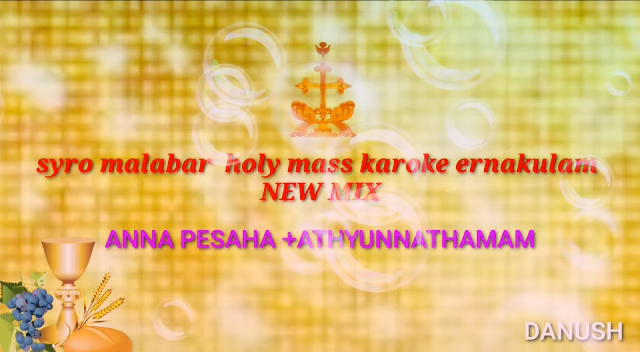 syro malabar holy mass karoke ernakulam
NEW MIX
ANNA PESAHA +ATHYUNNATHAMAM
DANUSH